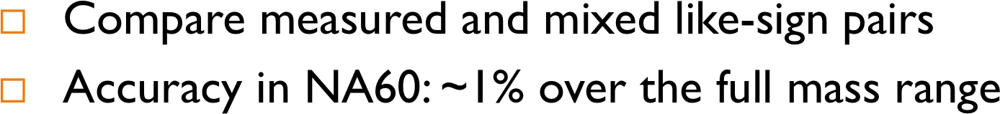 Compare measured and mixed like-sign pairs
Accuracy in NA60: ~1% over the full mass range